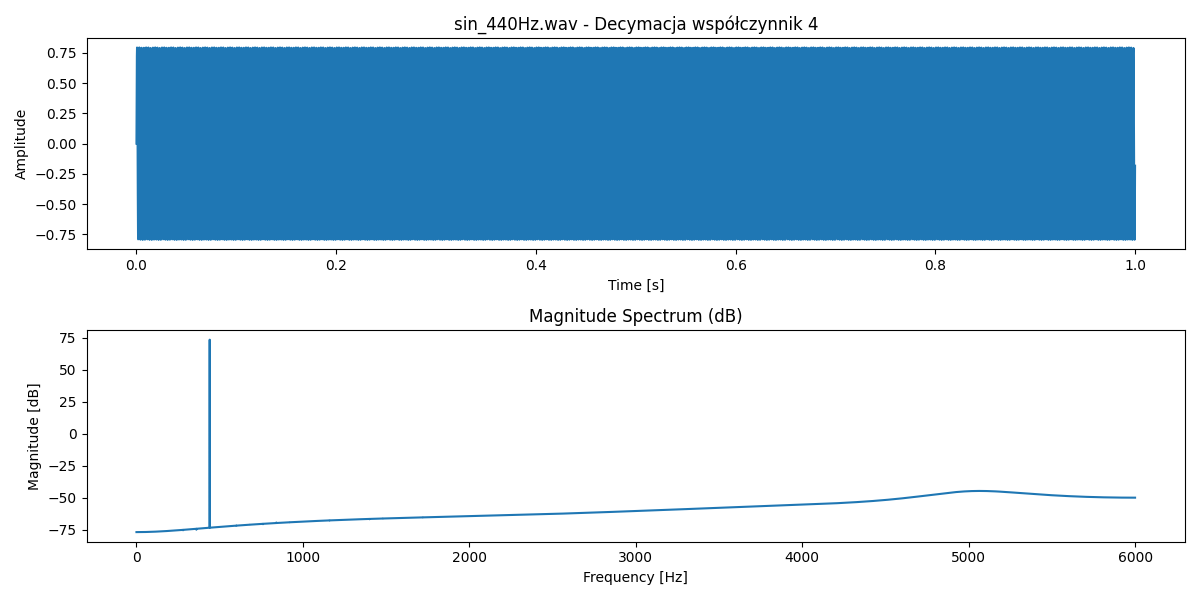 sin_440Hz.wav - Decymacja współczynnik 4
0.75
0.50
0.25
0.00
−0.25
−0.50
−0.75
Amplitude
0.0 0.2 0.4 0.6 0.8 1.0
Time [s]
Magnitude Spectrum (dB)
75
50
25
0
−25
−50
−75
Magnitude [dB]
0 1000 2000 3000 4000 5000 6000
Frequency [Hz]